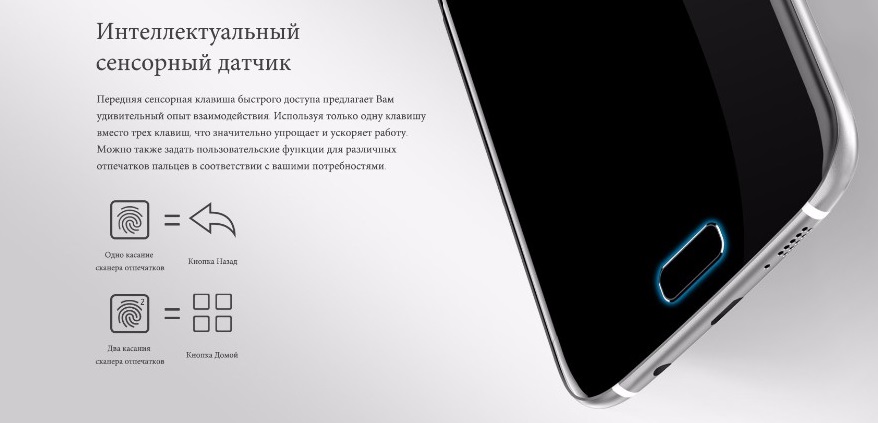 Интеллектуальный
сенсорный датчик
Передняя сенсорная клавиша быстрого доступа предлагает Вам
удивительный опыт взаимодействия. Используя только одну клавишу
вместо трех клавиш, что значительно упрощает и ускоряет работу.
Можно также задать пользовательские функции для различных
отпечатков пальцев в соответствии с вашими потребностями.
=
Одно касание
сканера отпечатков
Кнопка Назад
2
=
Два касания
сканера отпечатков
Кнопка Домой